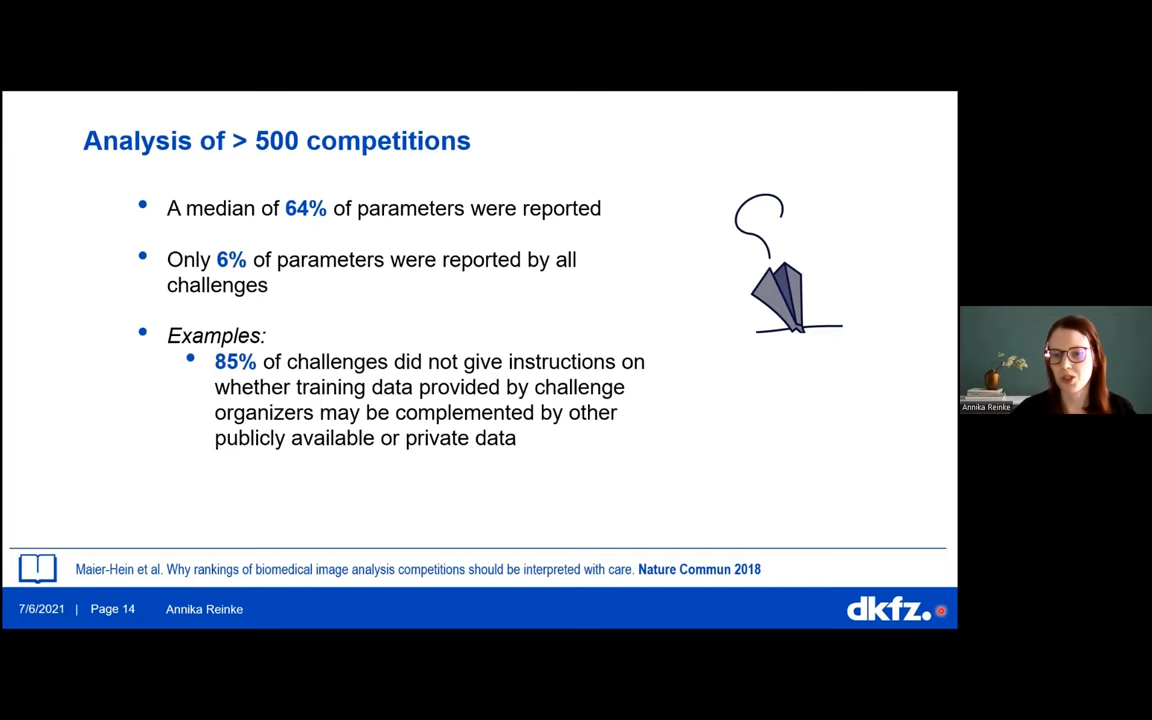 Analysis of > 500 competitions
• A median of 64% of parameters were reported
• Only 6% of parameters were reported by all
challenges
• Examples:
• 85% of challenges did not give instructions on
whether training data provided by challenge
organizers may be complemented by other
publicly available or private data
Maier-Hein et al. Why rankings of biomedical image analysis competitions should be interpreted with care. Nature Commun 2018
7/6/2021 | Page 14 Annika Reinke
dkfz.
Annika Reinke